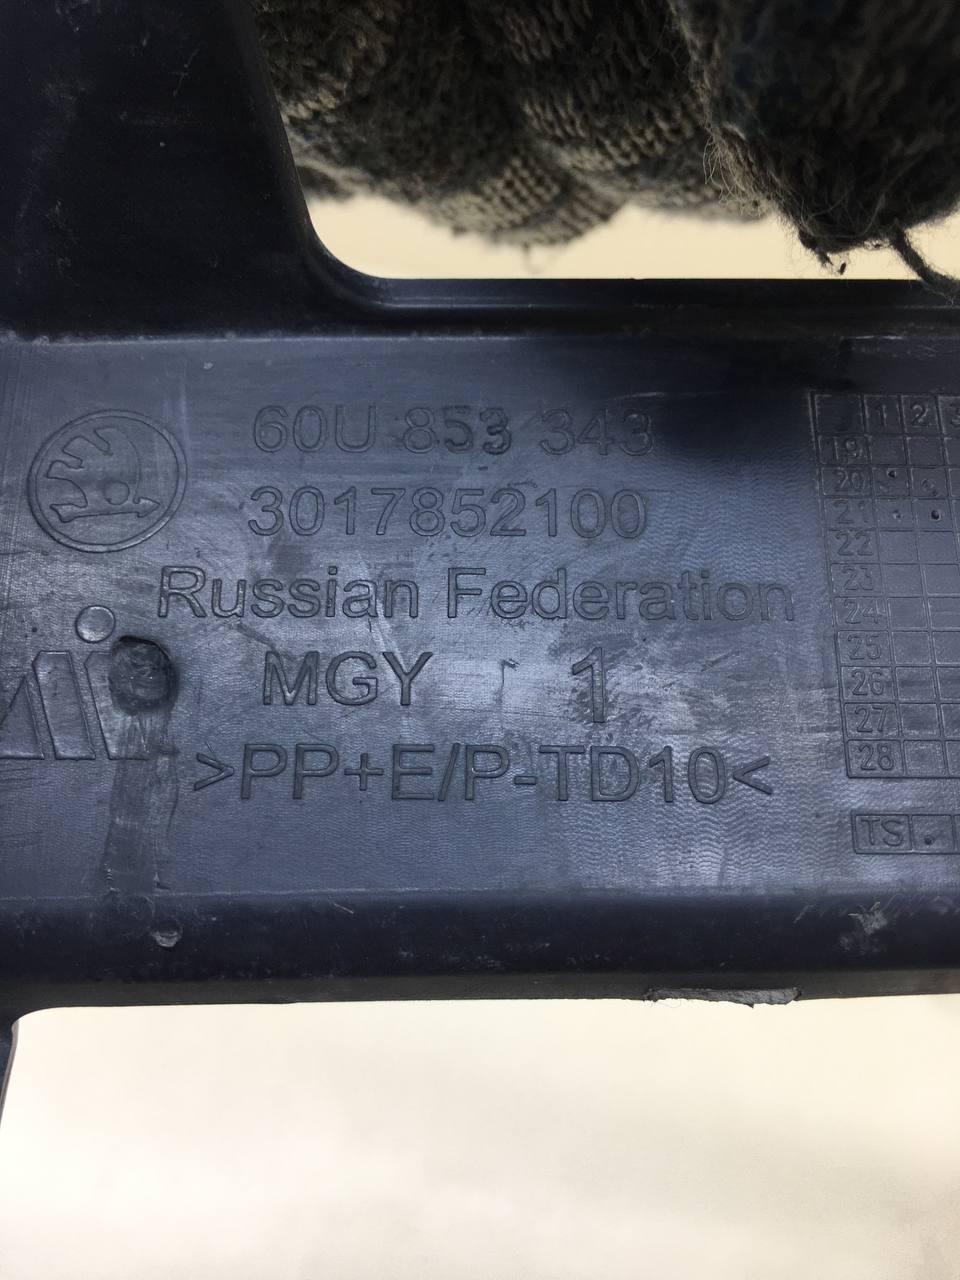 60U 853 343
3017852100
Russian Federation
MGY 1
>PP+E/P-TD10<
1 2 3
19
20
21
22
23
24
25
26
27
28
TS